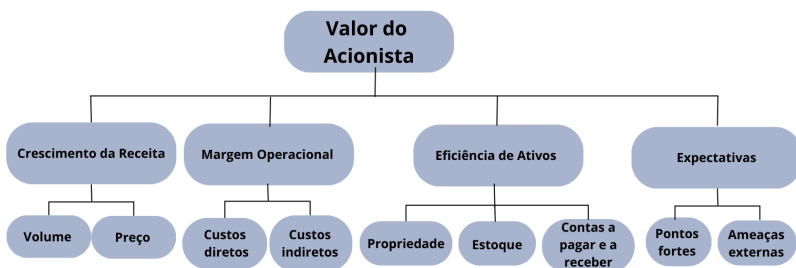 Valor do
Acionista
Crescimento da Receita
Margem Operacional
Eficiência de Ativos
Expectativas
Volume
Preço
Custos
diretos
Custos
indiretos
Propriedade
Estoque
Contas a
pagar e a
receber
Pontos
fortes
Ameaças
externas